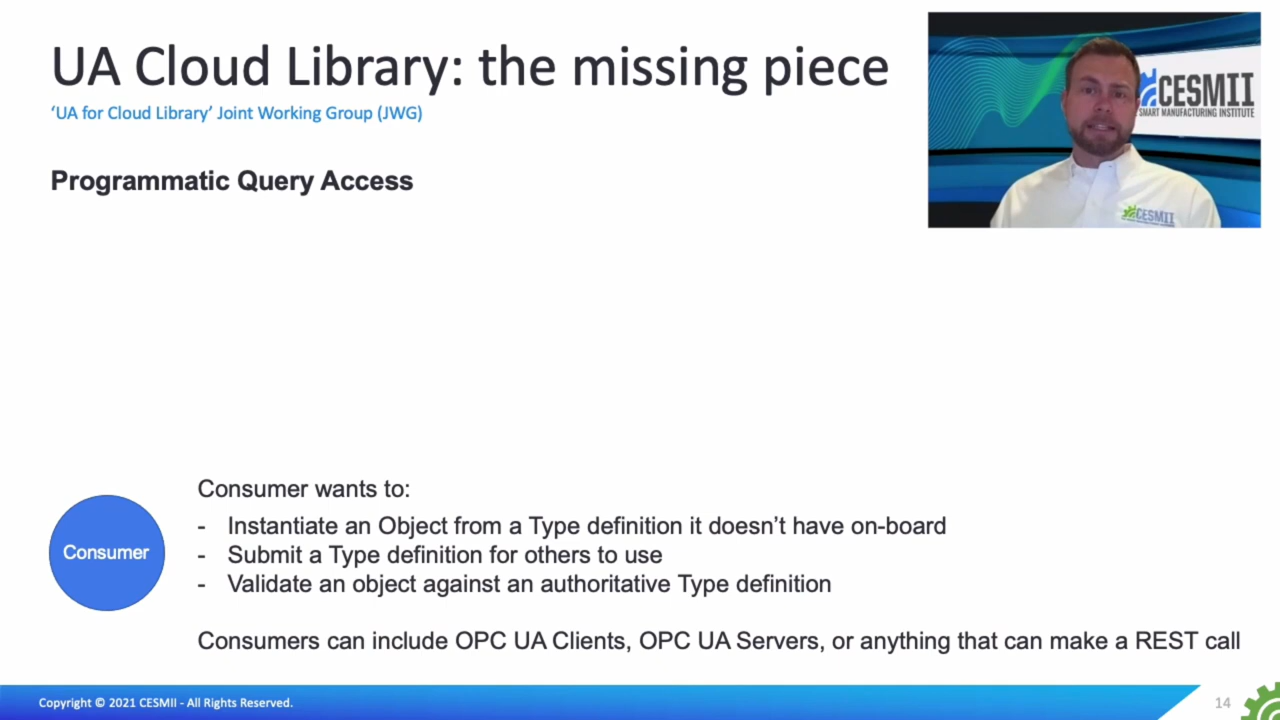 UA Cloud Library: the missing piece
‘UA for Cloud Library’ Joint Working Group (JWG)
CESMII
SMART MANUFACTURING INSTITUTE
CESMII
Programmatic Query Access
Consumer wants to:
- Instantiate an Object from a Type definition it doesn’t have on-board
- Submit a Type definition for others to use
- Validate an object against an authoritative Type definition
Consumer
Consumers can include OPC UA Clients, OPC UA Servers, or anything that can make a REST call
Copyright © 2021 CESMII - All Rights Reserved.
14